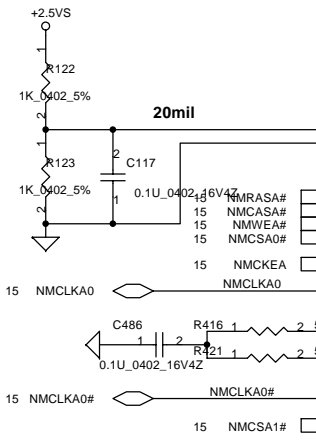 +2.5VS
1
R122
1K_0402_5%
2
20mil
1
R123
1K_0402_5%
2
2
C117
1
0.1U_0402_16V4Z
15 NMRASA#
15 NMCASA#
15 NMWEA#
15 NMCSA0#
15 NMCKEA
15 NMCLKA0
NMCLKA0
C486
1 2
0.1U_0402_16V4Z
R416 1 2 5
R421 1 2 5
15 NMCLKA0#
NMCLKA0#
15 NMCSA1#